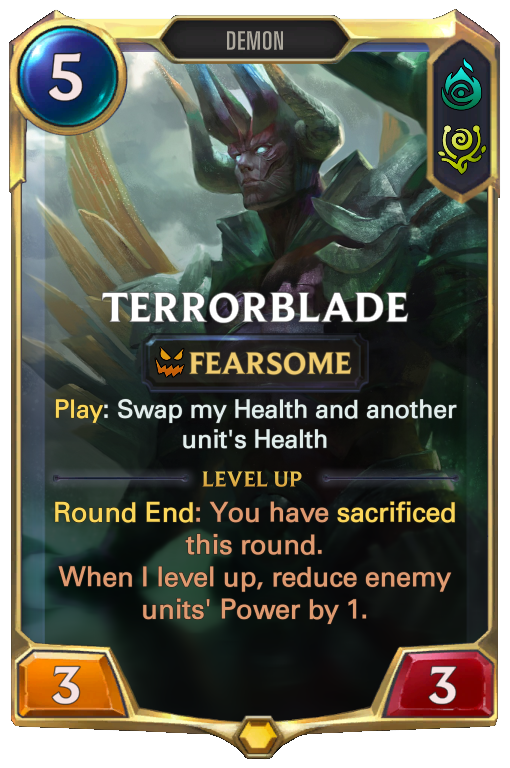 5
DEMON
TERRORBLADE
FEARSOME
Play: Swap my Health and another
unit's Health
LEVEL UP
Round End: You have sacrificed
this round.
When I level up, reduce enemy
units' Power by 1.
3
3